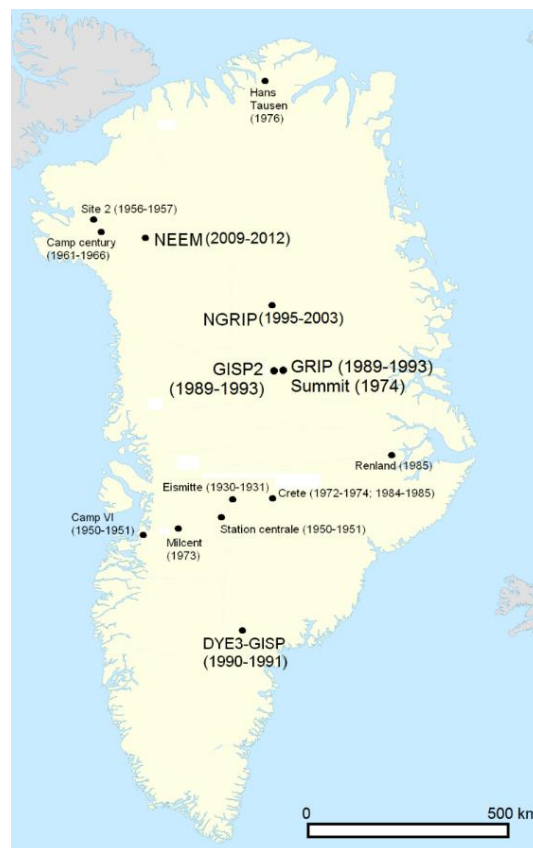 Hans
Tausen
(1976)
Site 2 (1956-1957)
Camp century
(1961-1966)
NEEM (2009-2012)
NGRIP (1995-2003)
GISP2
(1989-1993)
GRIP (1989-1993)
Summit (1974)
Renland (1985)
Eismitte (1930-1931)
Crete (1972-1974; 1984-1985)
Camp VI
(1950-1951)
Milcent
(1973)
Station centrale (1950-1951)
DYE3-GISP
(1990-1991)
0 500 km